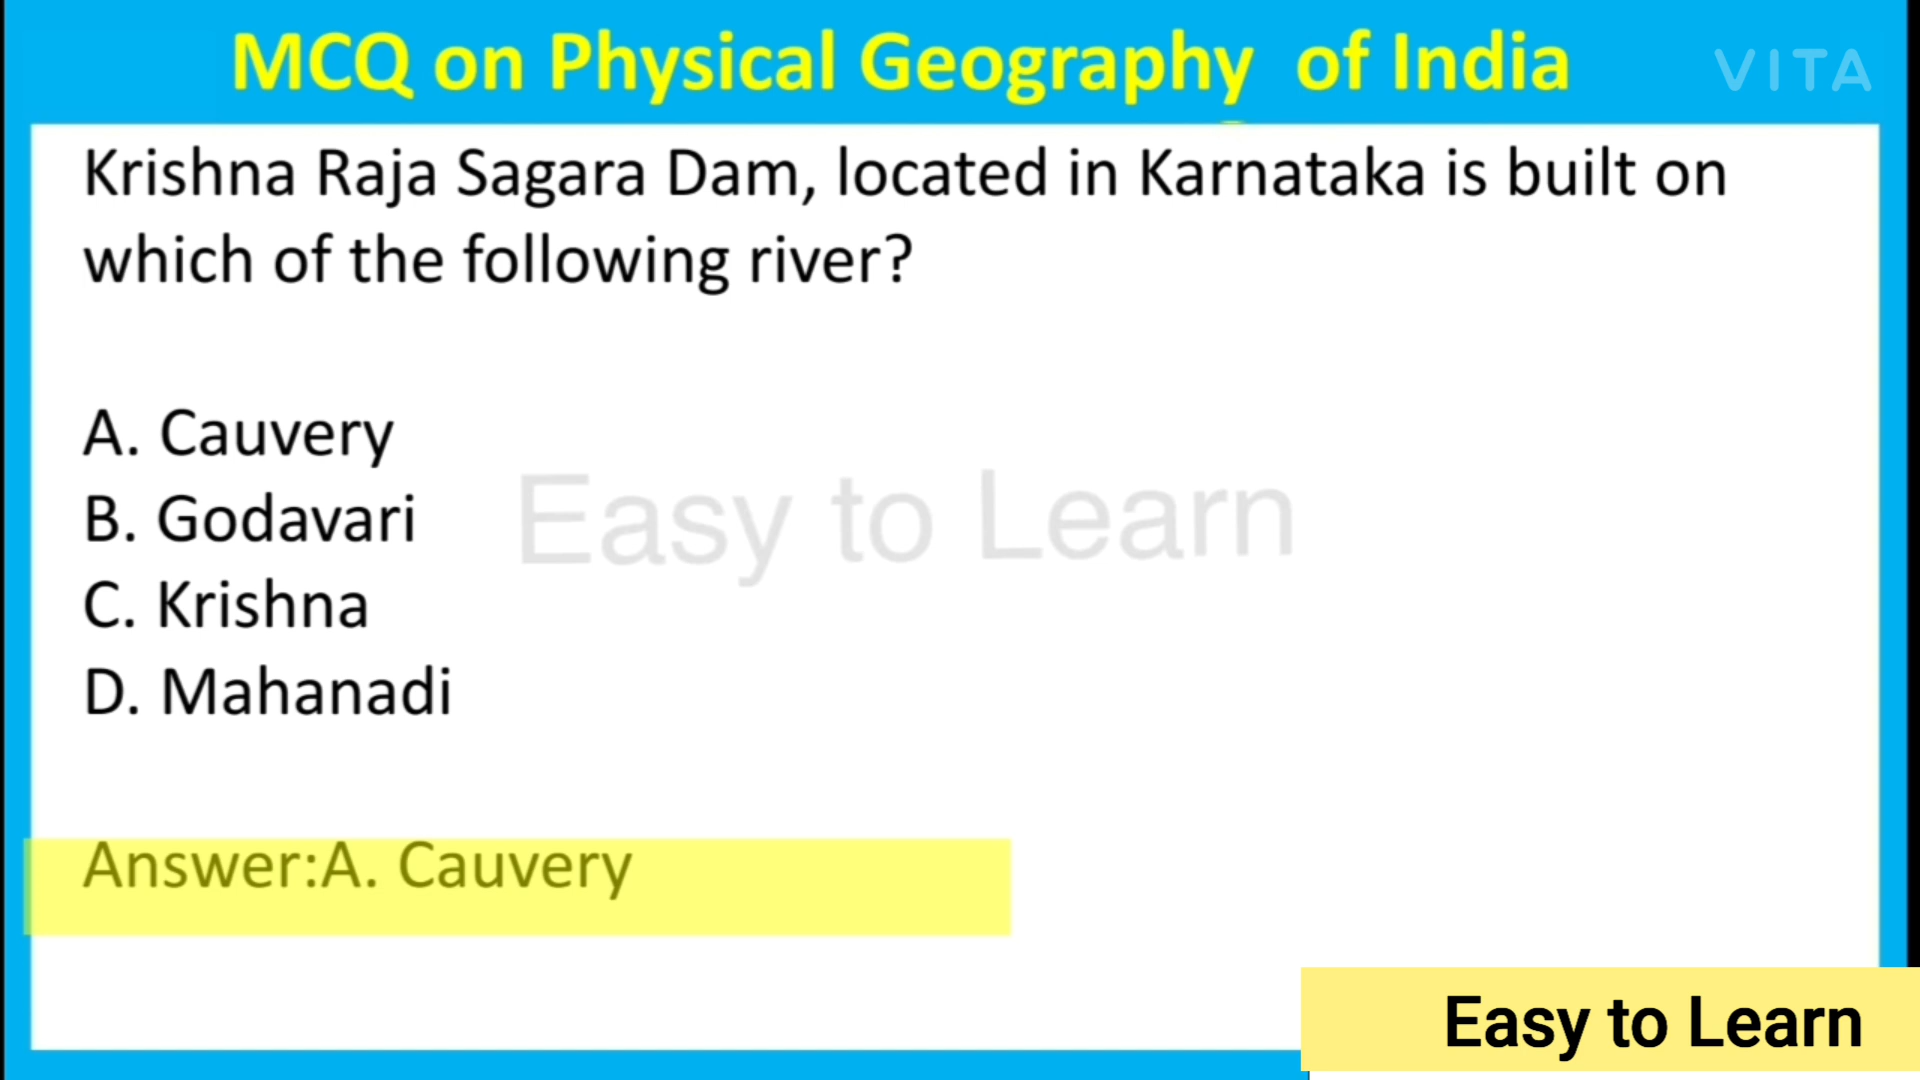 MCQ on Physical Geography of India
VITA
Krishna Raja Sagara Dam, located in Karnataka is built on
which of the following river?
A. Cauvery
B. Godavari
Easy to Learn
C. Krishna
D. Mahanadi
Answer:A. Cauvery
Easy to Learn